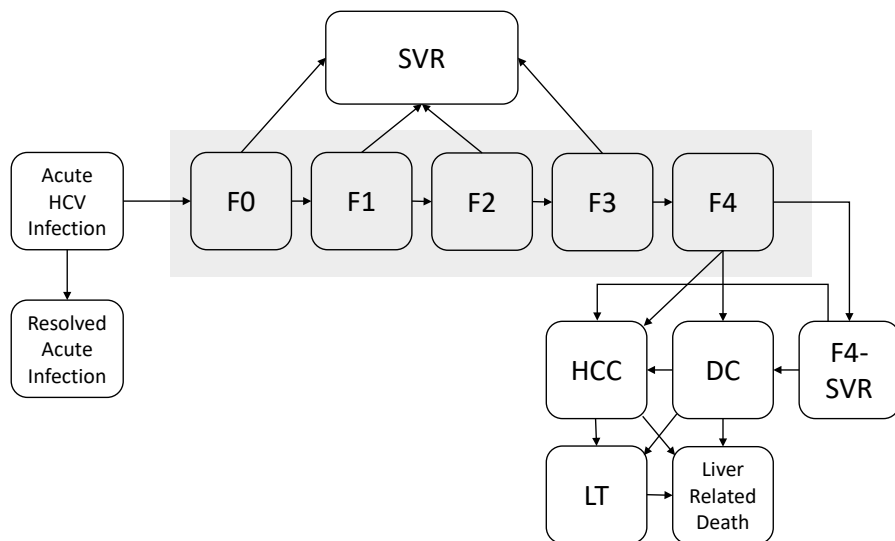 SVR
Acute
HCV
Infection
F0
F1
F2
F3
F4
Resolved
Acute
Infection
HCC
DC
F4-
SVR
LT
Liver
Related
Death